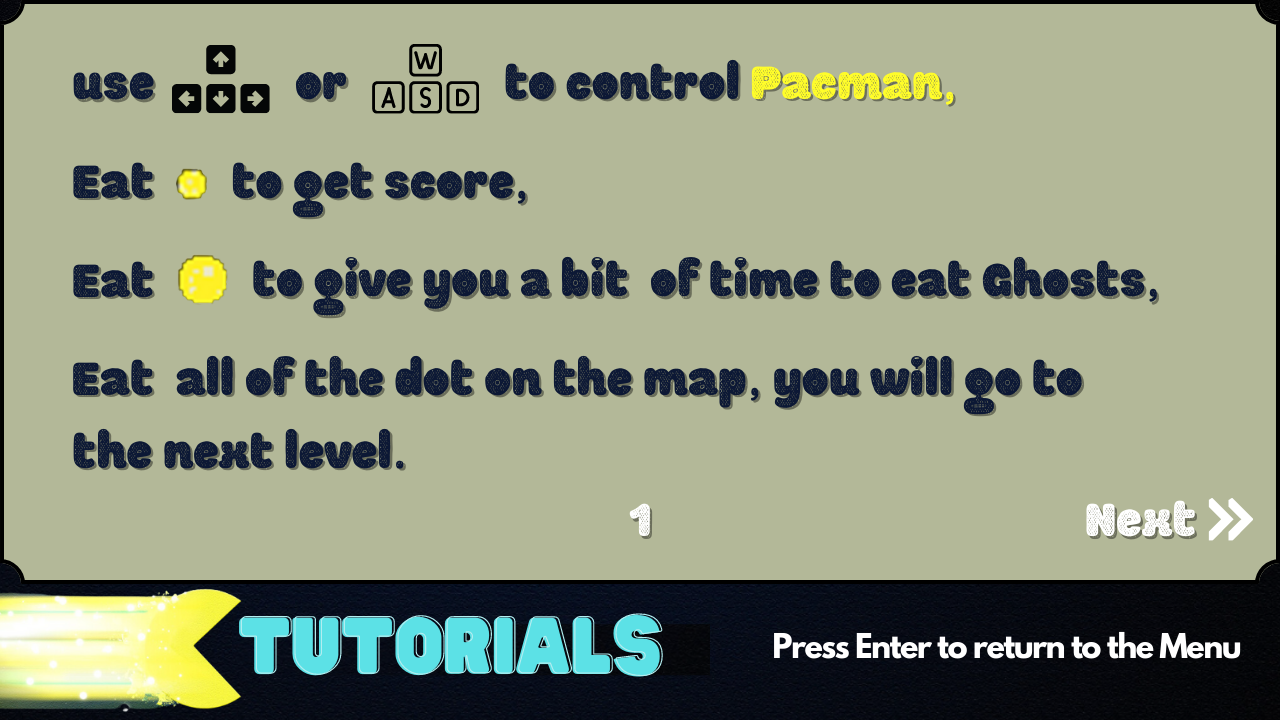 use or W A S D to control Pacman,
Eat to get score,
Eat to give you a bit of time to eat Ghosts,
Eat all of the dot on the map, you will go to
the next level.
1
Next
TUTORIALS
Press Enter to return to the Menu